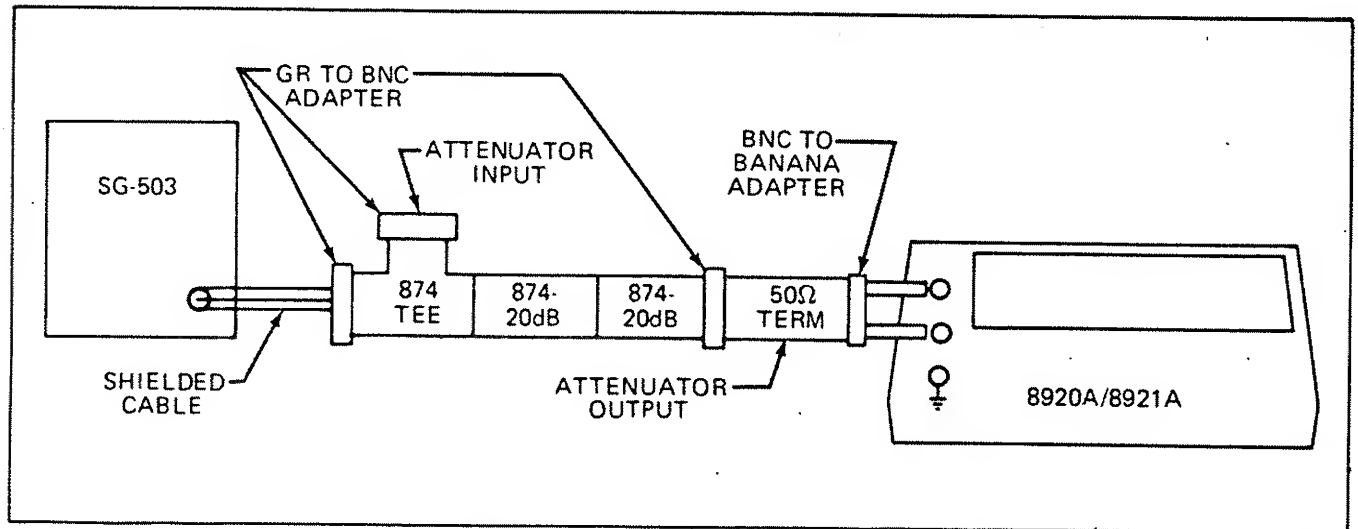 GR TO BNC
ADAPTER
ATTENUATOR
INPUT
BNC TO
BANANA
ADAPTER
SG-503
874
TEE
874-
20dB
874-
20dB
50Ω
TERM
SHIELDED
CABLE
ATTENUATOR
OUTPUT
8920A/8921A